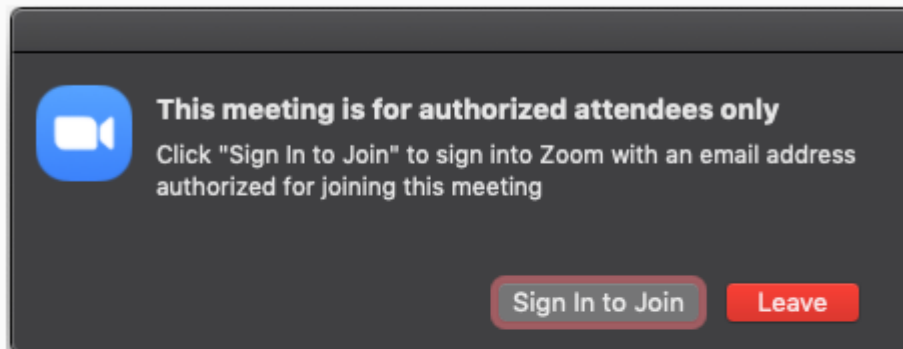 This meeting is for authorized attendees only
Click "Sign In to Join" to sign into Zoom with an email address
authorized for joining this meeting
Sign In to Join
Leave